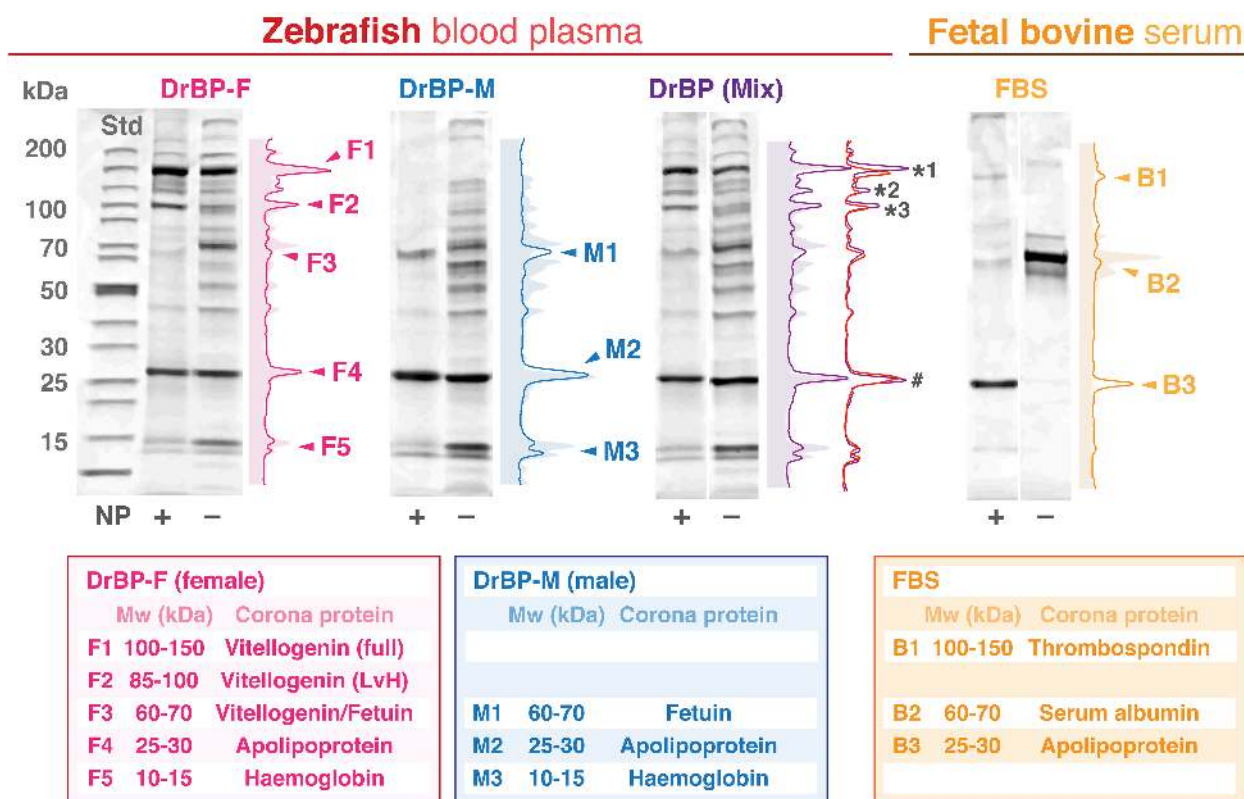 Zebrafish blood plasma
Fetal bovine serum
kDa
DrBP-F
DrBP-M
DrBP (Mix)
FBS
Std
200
100
70
50
30
25
15
F1
F2
F3
F4
F5
M1
M2
M3
*1
*2
*3
#
B1
B2
B3
NP + –
+ –
+ –
+ –
DrBP-F (female)
Mw (kDa) Corona protein
F1 100-150 Vitellogenin (full)
F2 85-100 Vitellogenin (LvH)
F3 60-70 Vitellogenin/Fetuin
F4 25-30 Apolipoprotein
F5 10-15 Haemoglobin
DrBP-M (male)
Mw (kDa) Corona protein
M1 60-70 Fetuin
M2 25-30 Apolipoprotein
M3 10-15 Haemoglobin
FBS
Mw (kDa) Corona protein
B1 100-150 Thrombospondin
B2 60-70 Serum albumin
B3 25-30 Apolipoprotein